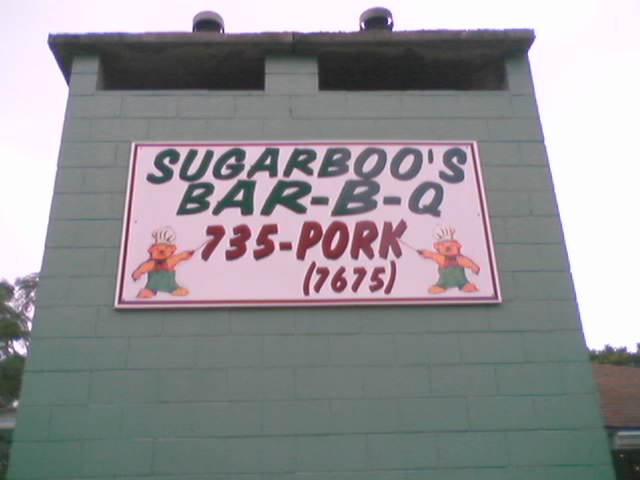 SUGARBOO'S
BAR-B-Q
735-PORK
(7675)